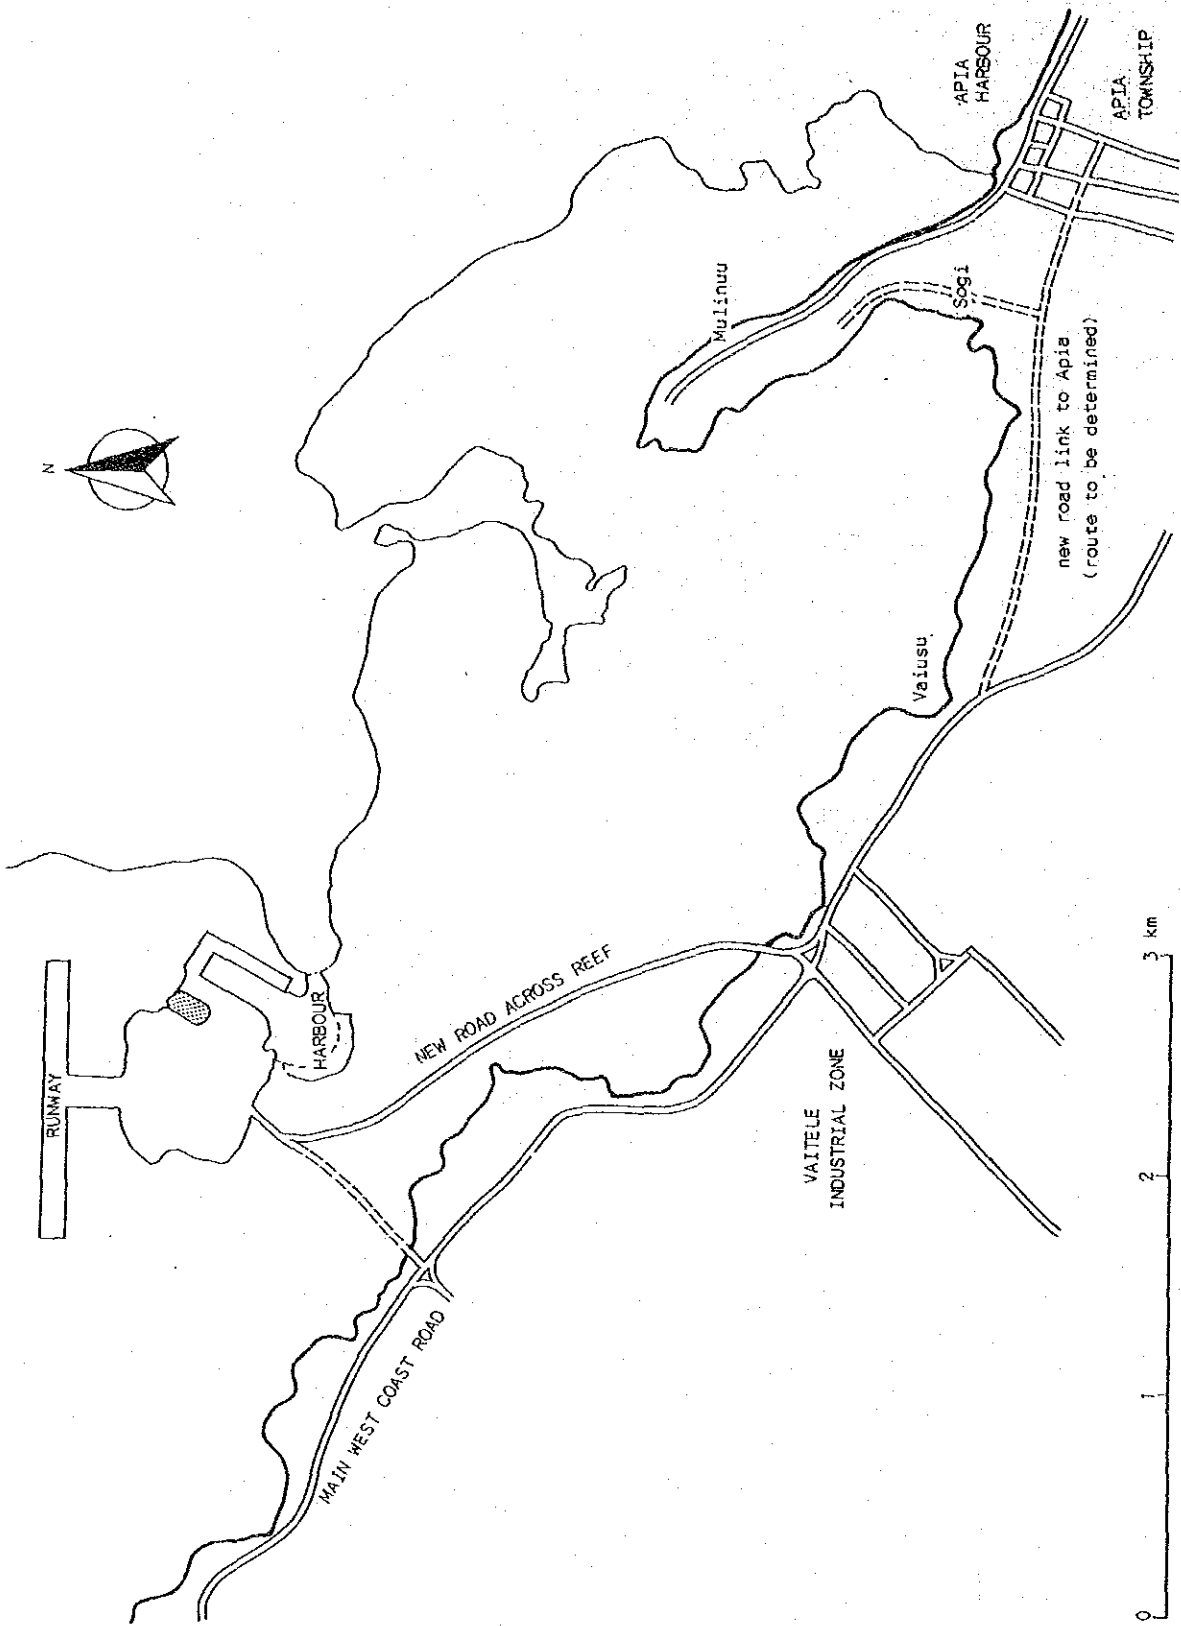 N
RUNWAY
HARBOUR
NEW ROAD ACROSS REEF
MAIN WEST COAST ROAD
VAITELE
INDUSTRIAL ZONE
Vaiusu
Mulinuu
Sogi
APIA
HARBOUR
APIA
TOWNSHIP
new road link to Apia
(route to be determined)
0
1
2
3 km